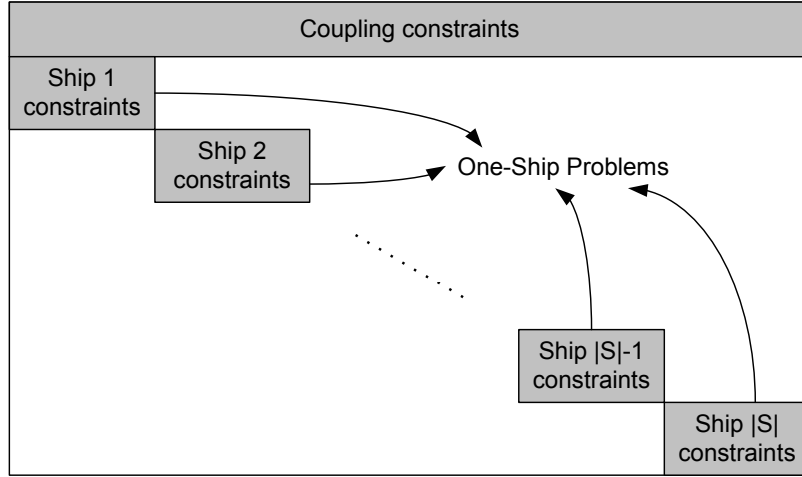 Coupling constraints
Ship 1
constraints
Ship 2
constraints
One-Ship Problems
Ship |S|-1
constraints
Ship |S|
constraints